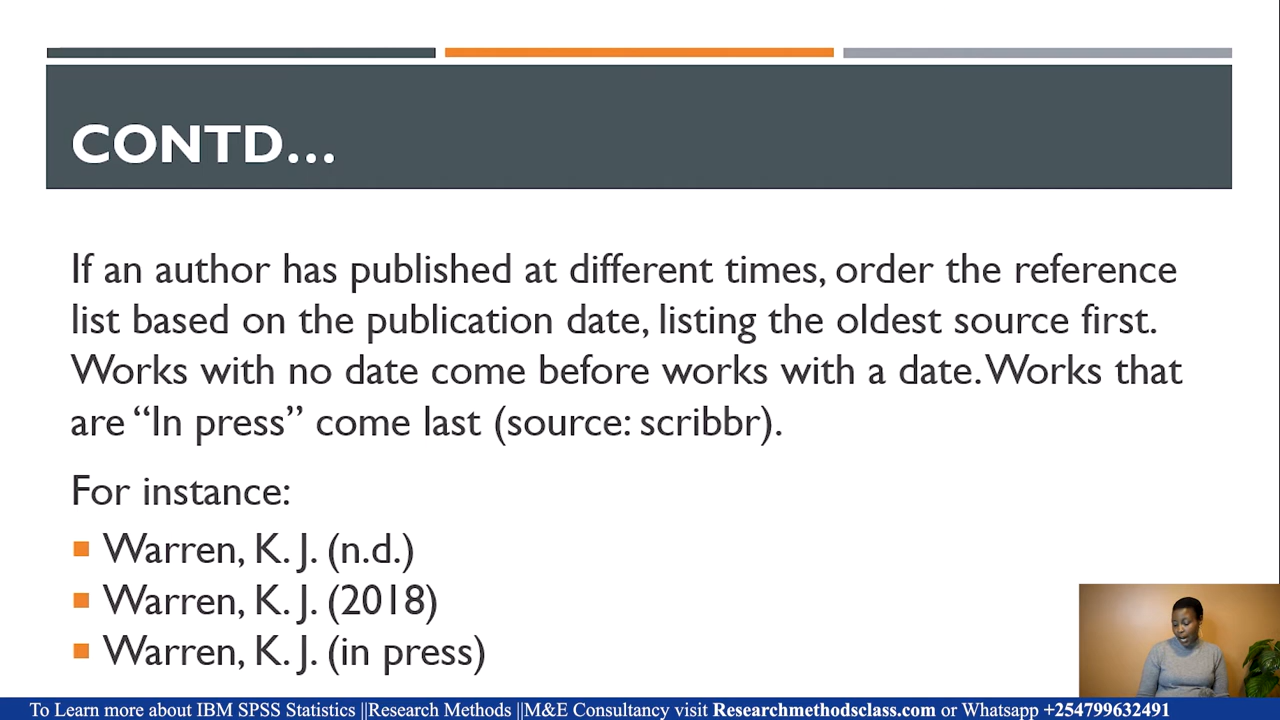 CONTD...
If an author has published at different times, order the reference
list based on the publication date, listing the oldest source first.
Works with no date come before works with a date. Works that
are “In press” come last (source: scribbr).
For instance:
Warren, K. J. (n.d.)
Warren, K. J. (2018)
Warren, K. J. (in press)
To Learn more about IBM SPSS Statistics ||Research Methods ||M&E Consultancy visit Researchmethodsclass.com or Whatsapp +254799632491